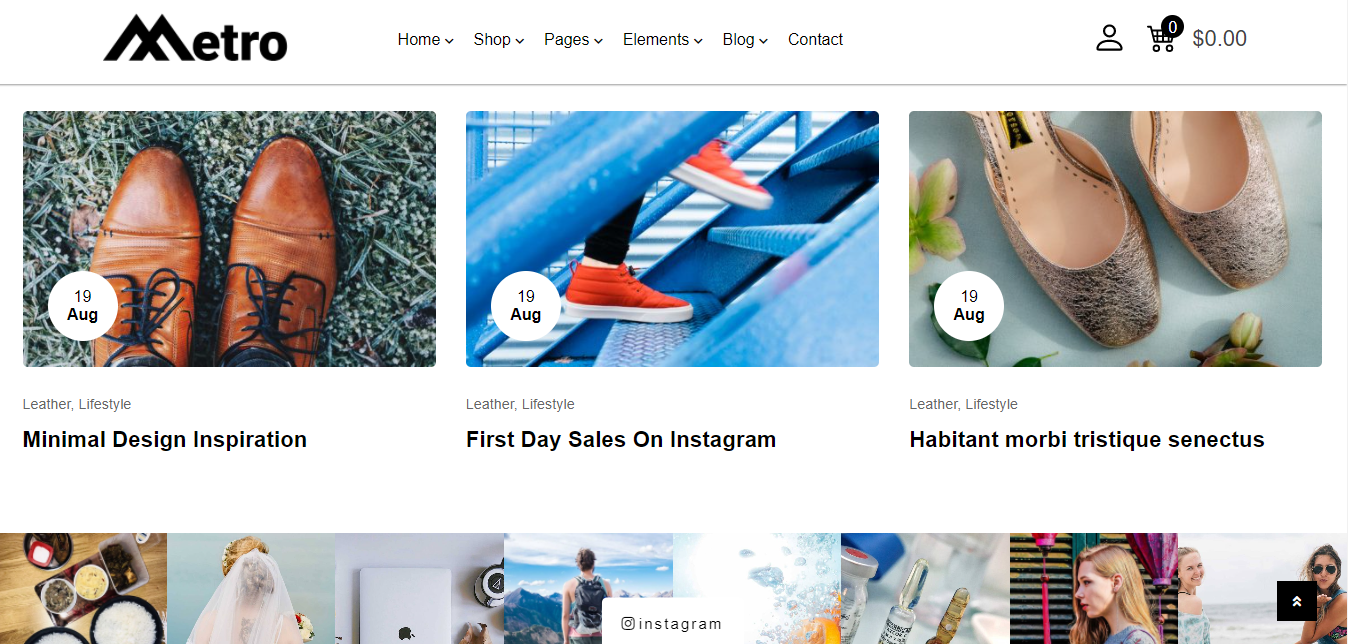 Metro
Home Shop Pages Elements Blog Contact
0
$0.00
19
Aug
19
Aug
19
Aug
Leather, Lifestyle
Minimal Design Inspiration
Leather, Lifestyle
First Day Sales On Instagram
Leather, Lifestyle
Habitant morbi tristique senectus
instagram